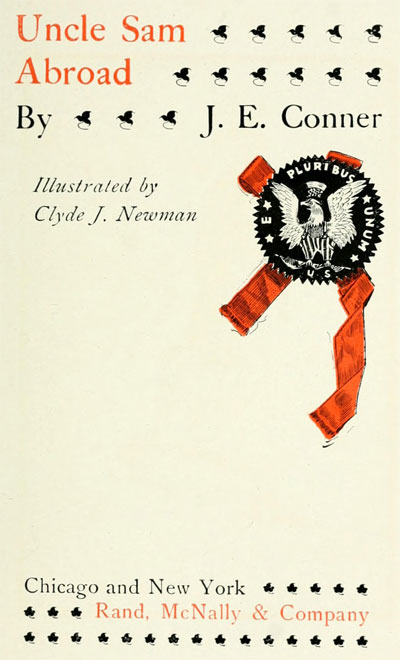 Uncle Sam
Abroad
By J. E. Conner
Illustrated by
Clyde J. Newman
E PLURIBUS UNUM
U S
Chicago and New York
Rand, McNally & Company